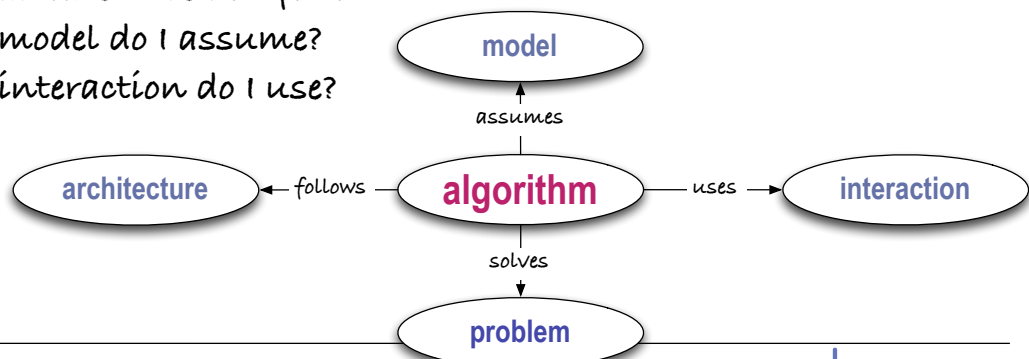 model do I assume?
interaction do I use?
model
assumes
architecture
follows
algorithm
uses
interaction
solves
problem